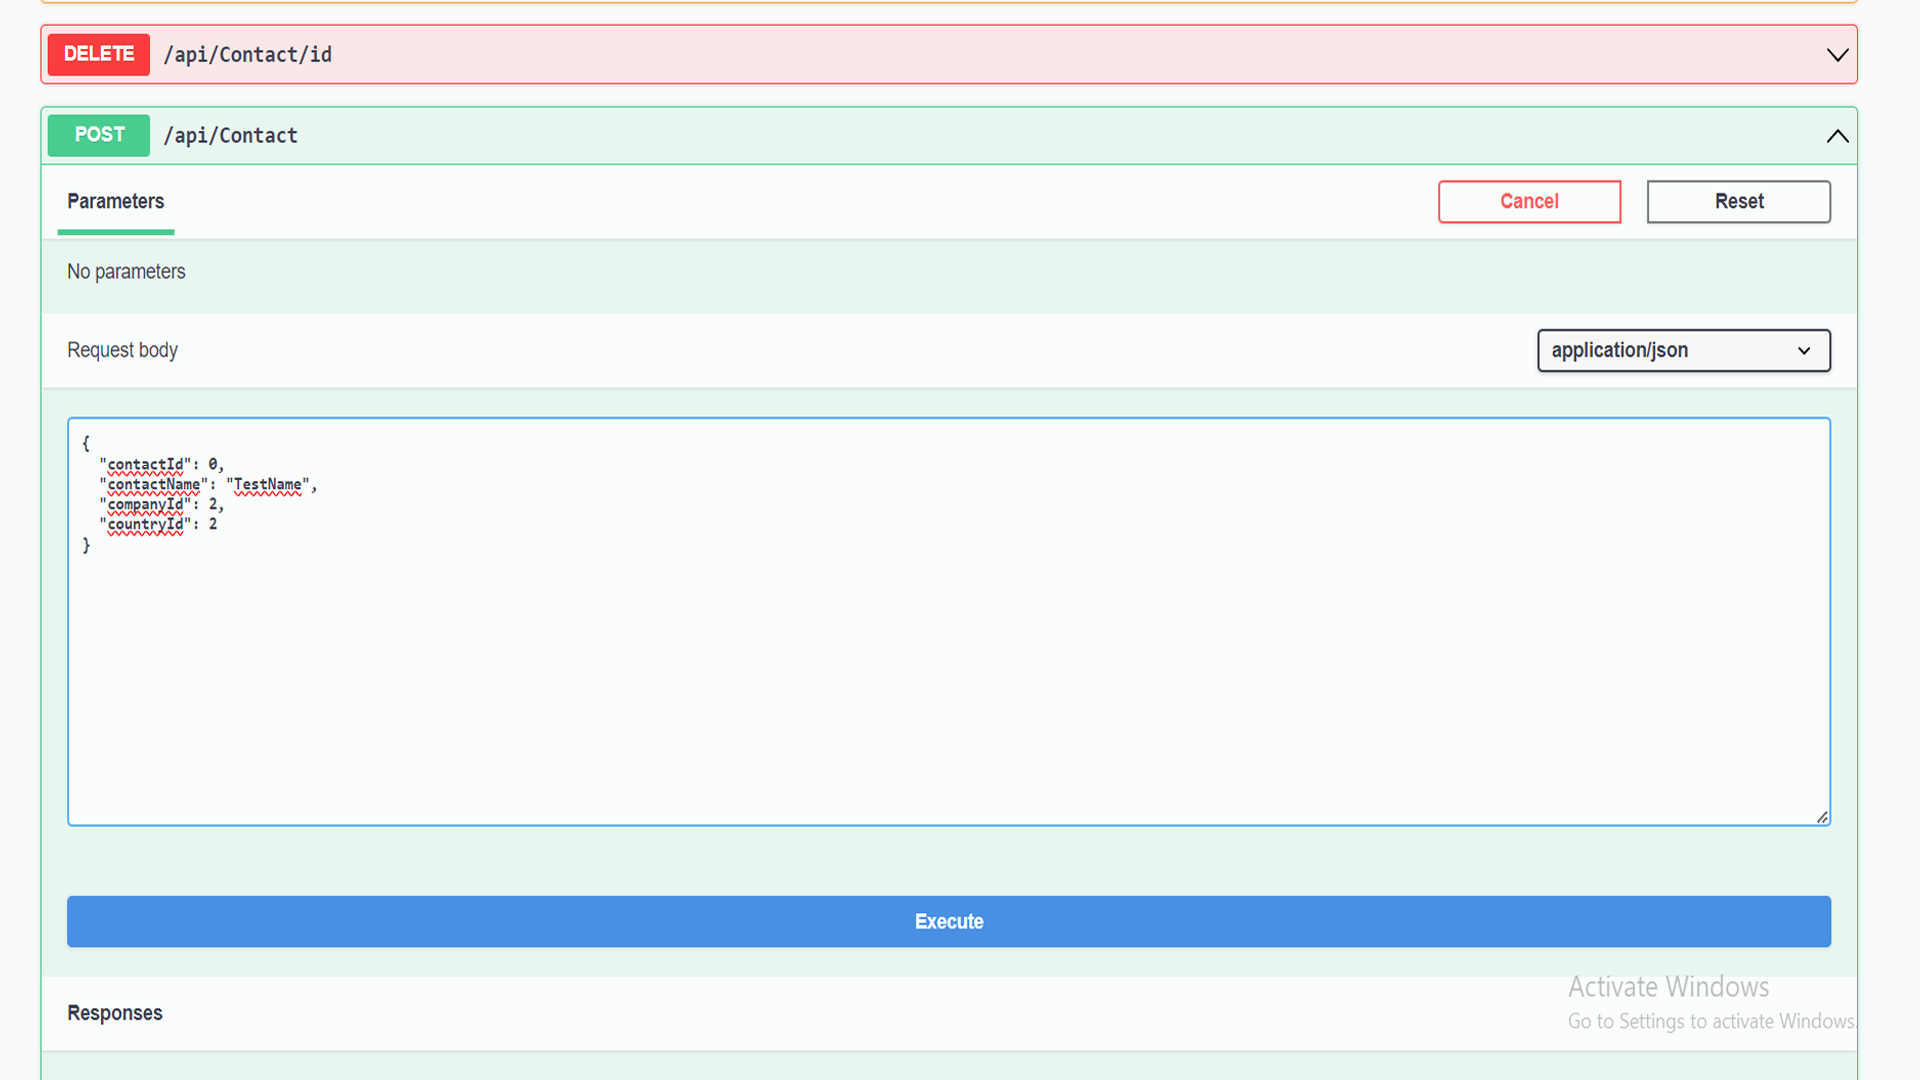 DELETE /api/Contact/id
POST /api/Contact
Parameters Cancel Reset
No parameters
Request body application/json
{
"contactId": 0,
"contactName": "TestName",
"companyId": 2,
"countryId": 2
}
Execute
Responses
Activate Windows
Go to Settings to activate Windows.